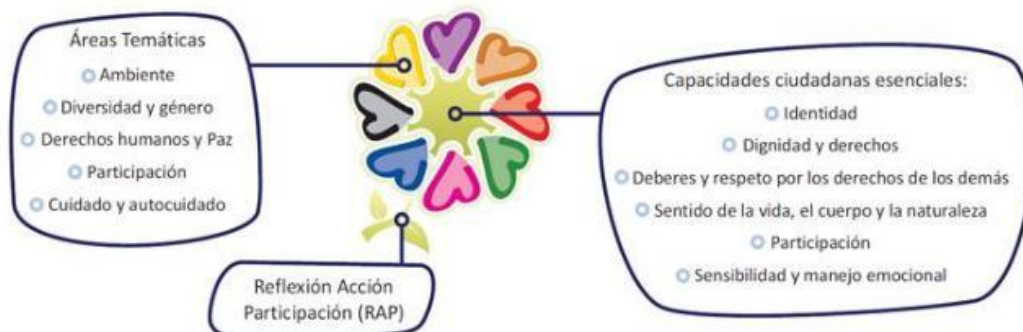 Áreas Temáticas
Ambiente
Diversidad y género
Derechos humanos y Paz
Participación
Cuidado y autocuidado
Capacidades ciudadanas esenciales:
Identidad
Dignidad y derechos
Deberes y respeto por los derechos de los demás
Sentido de la vida, el cuerpo y la naturaleza
Participación
Sensibilidad y manejo emocional
Reflexión Acción
Participación (RAP)